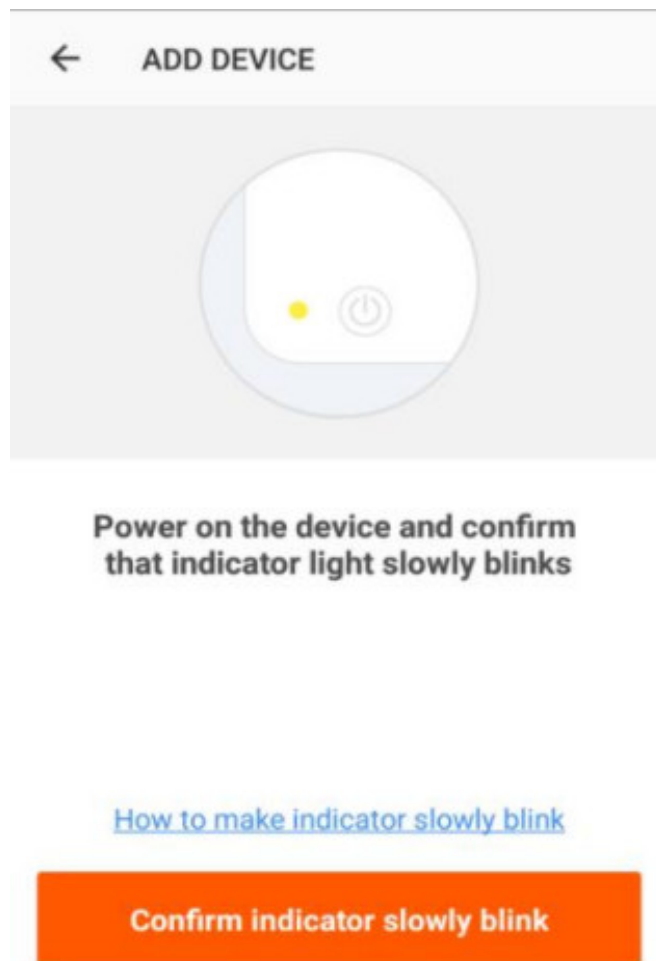 ADD DEVICE
Power on the device and confirm
that indicator light slowly blinks
How to make indicator slowly blink
Confirm indicator slowly blink